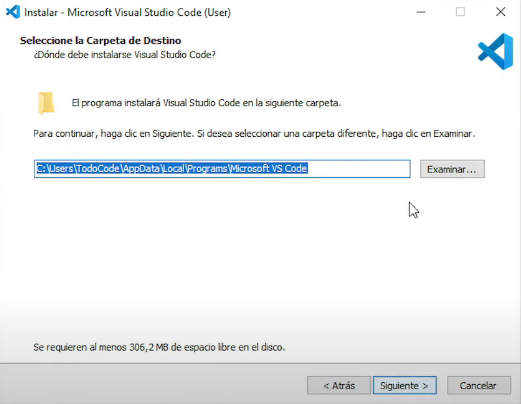 Instalar - Microsoft Visual Studio Code (User)
Seleccione la Carpeta de Destino
¿Dónde debe instalarse Visual Studio Code?
El programa instalará Visual Studio Code en la siguiente carpeta.
Para continuar, haga clic en Siguiente. Si desea seleccionar una carpeta diferente, haga clic en Examinar.
C:\Users\TodoCode\AppData\Local\Programs\Microsoft VS Code
Examinar...
Se requieren al menos 306,2 MB de espacio libre en el disco.
< Atrás
Siguiente >
Cancelar